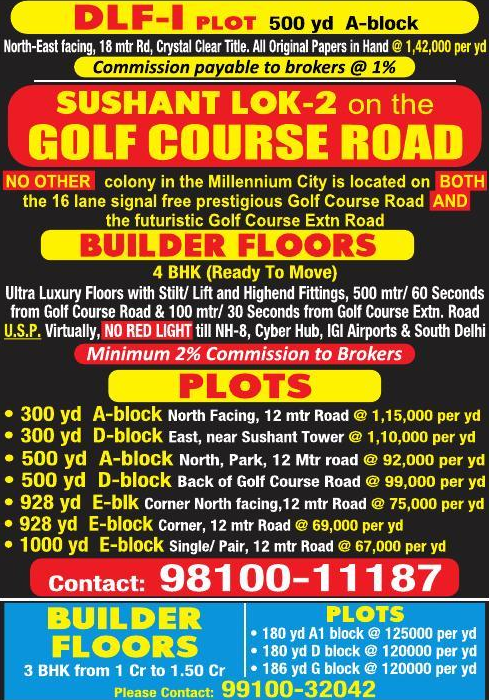 DLF-I PLOT 500 yd A-block
North-East facing, 18 mtr Rd, Crystal Clear Title. All Original Papers in Hand @ 1,42,000 per yd
Commission payable to brokers @ 1%
SUSHANT LOK-2 on the
GOLF COURSE ROAD
NO OTHER colony in the Millennium City is located on BOTH
the 16 lane signal free prestigious Golf Course Road AND
the futuristic Golf Course Extn Road
BUILDER FLOORS
4 BHK (Ready To Move)
Ultra Luxury Floors with Stilt/ Lift and Highend Fittings, 500 mtr/ 60 Seconds
from Golf Course Road & 100 mtr/ 30 Seconds from Golf Course Extn. Road
U.S.P. Virtually, NO RED LIGHT till NH-8, Cyber Hub, IGI Airports & South Delhi
Minimum 2% Commission to Brokers
PLOTS
• 300 yd A-block North Facing, 12 mtr Road @ 1,15,000 per yd
• 300 yd D-block East, near Sushant Tower @ 1,10,000 per yd
• 500 yd A-block North, Park, 12 Mtr road @ 92,000 per yd
• 500 yd D-block Back of Golf Course Road @ 99,000 per yd
• 928 yd E-blk Corner North facing,12 mtr Road @ 75,000 per yd
• 928 yd E-block Corner, 12 mtr Road @ 69,000 per yd
• 1000 yd E-block Single/ Pair, 12 mtr Road @ 67,000 per yd
Contact: 98100-11187
BUILDER
FLOORS
3 BHK from 1 Cr to 1.50 Cr
PLOTS
• 180 yd A1 block @ 125000 per yd
• 180 yd D block @ 120000 per yd
• 186 yd G block @ 120000 per yd
Please Contact: 99100-32042